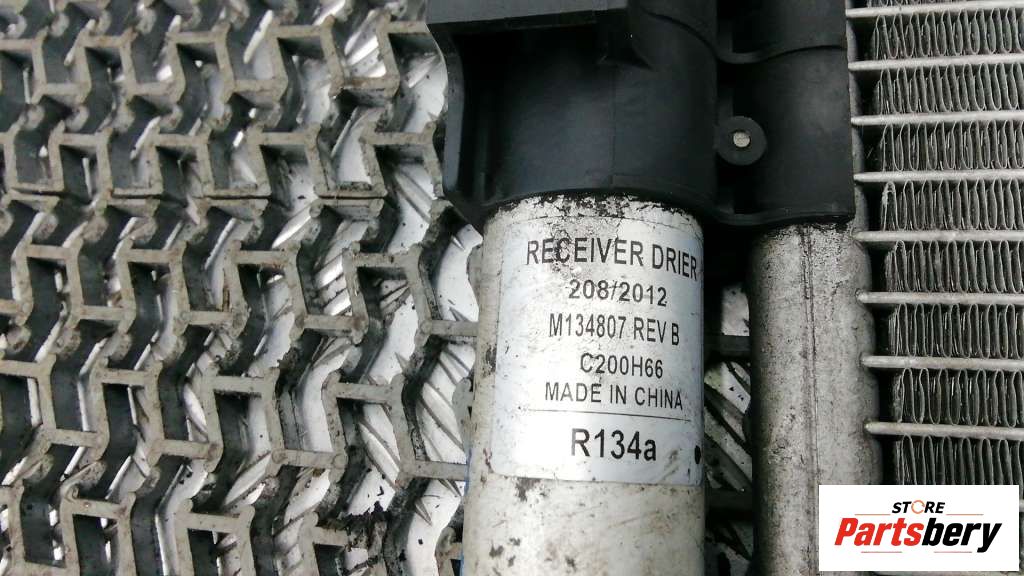 RECEIVER DRIER
208/2012
M134807 REV B
C200H66
MADE IN CHINA
R134a
STORE
Partsbery